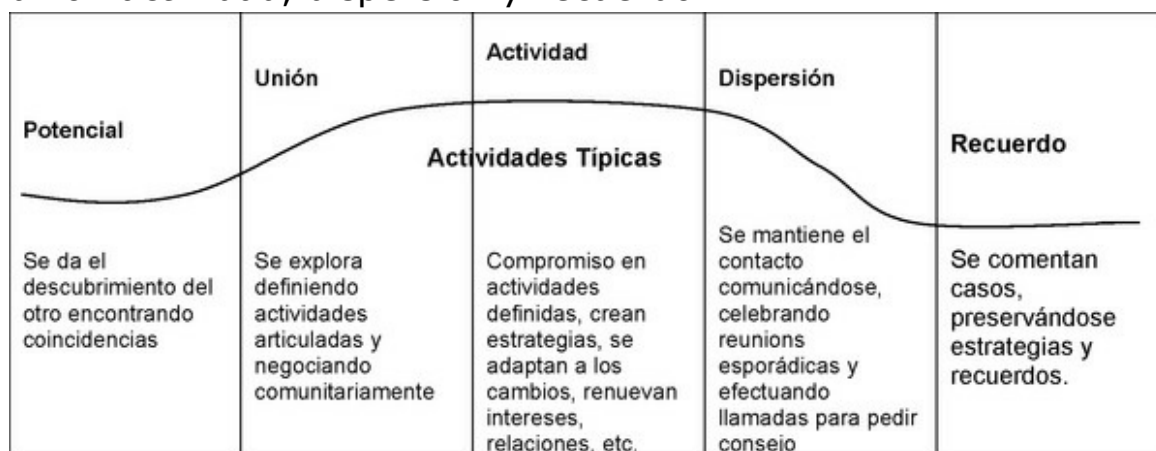 Potencial
Unión
Actividad
Dispersión
Recuerdo
Actividades Típicas
Se da el
descubrimiento del
otro encontrando
coincidencias
Se explora
definiendo
actividades
articuladas y
negociando
comunitariamente
Compromiso en
actividades
definidas, crean
estrategias, se
adaptan a los
cambios, renuevan
intereses,
relaciones, etc.
Se mantiene el
contacto
comunicándose,
celebrando
reunions
esporádicas y
efectuando
llamadas para pedir
consejo
Se comentan
casos,
preservándose
estrategias y
recuerdos.